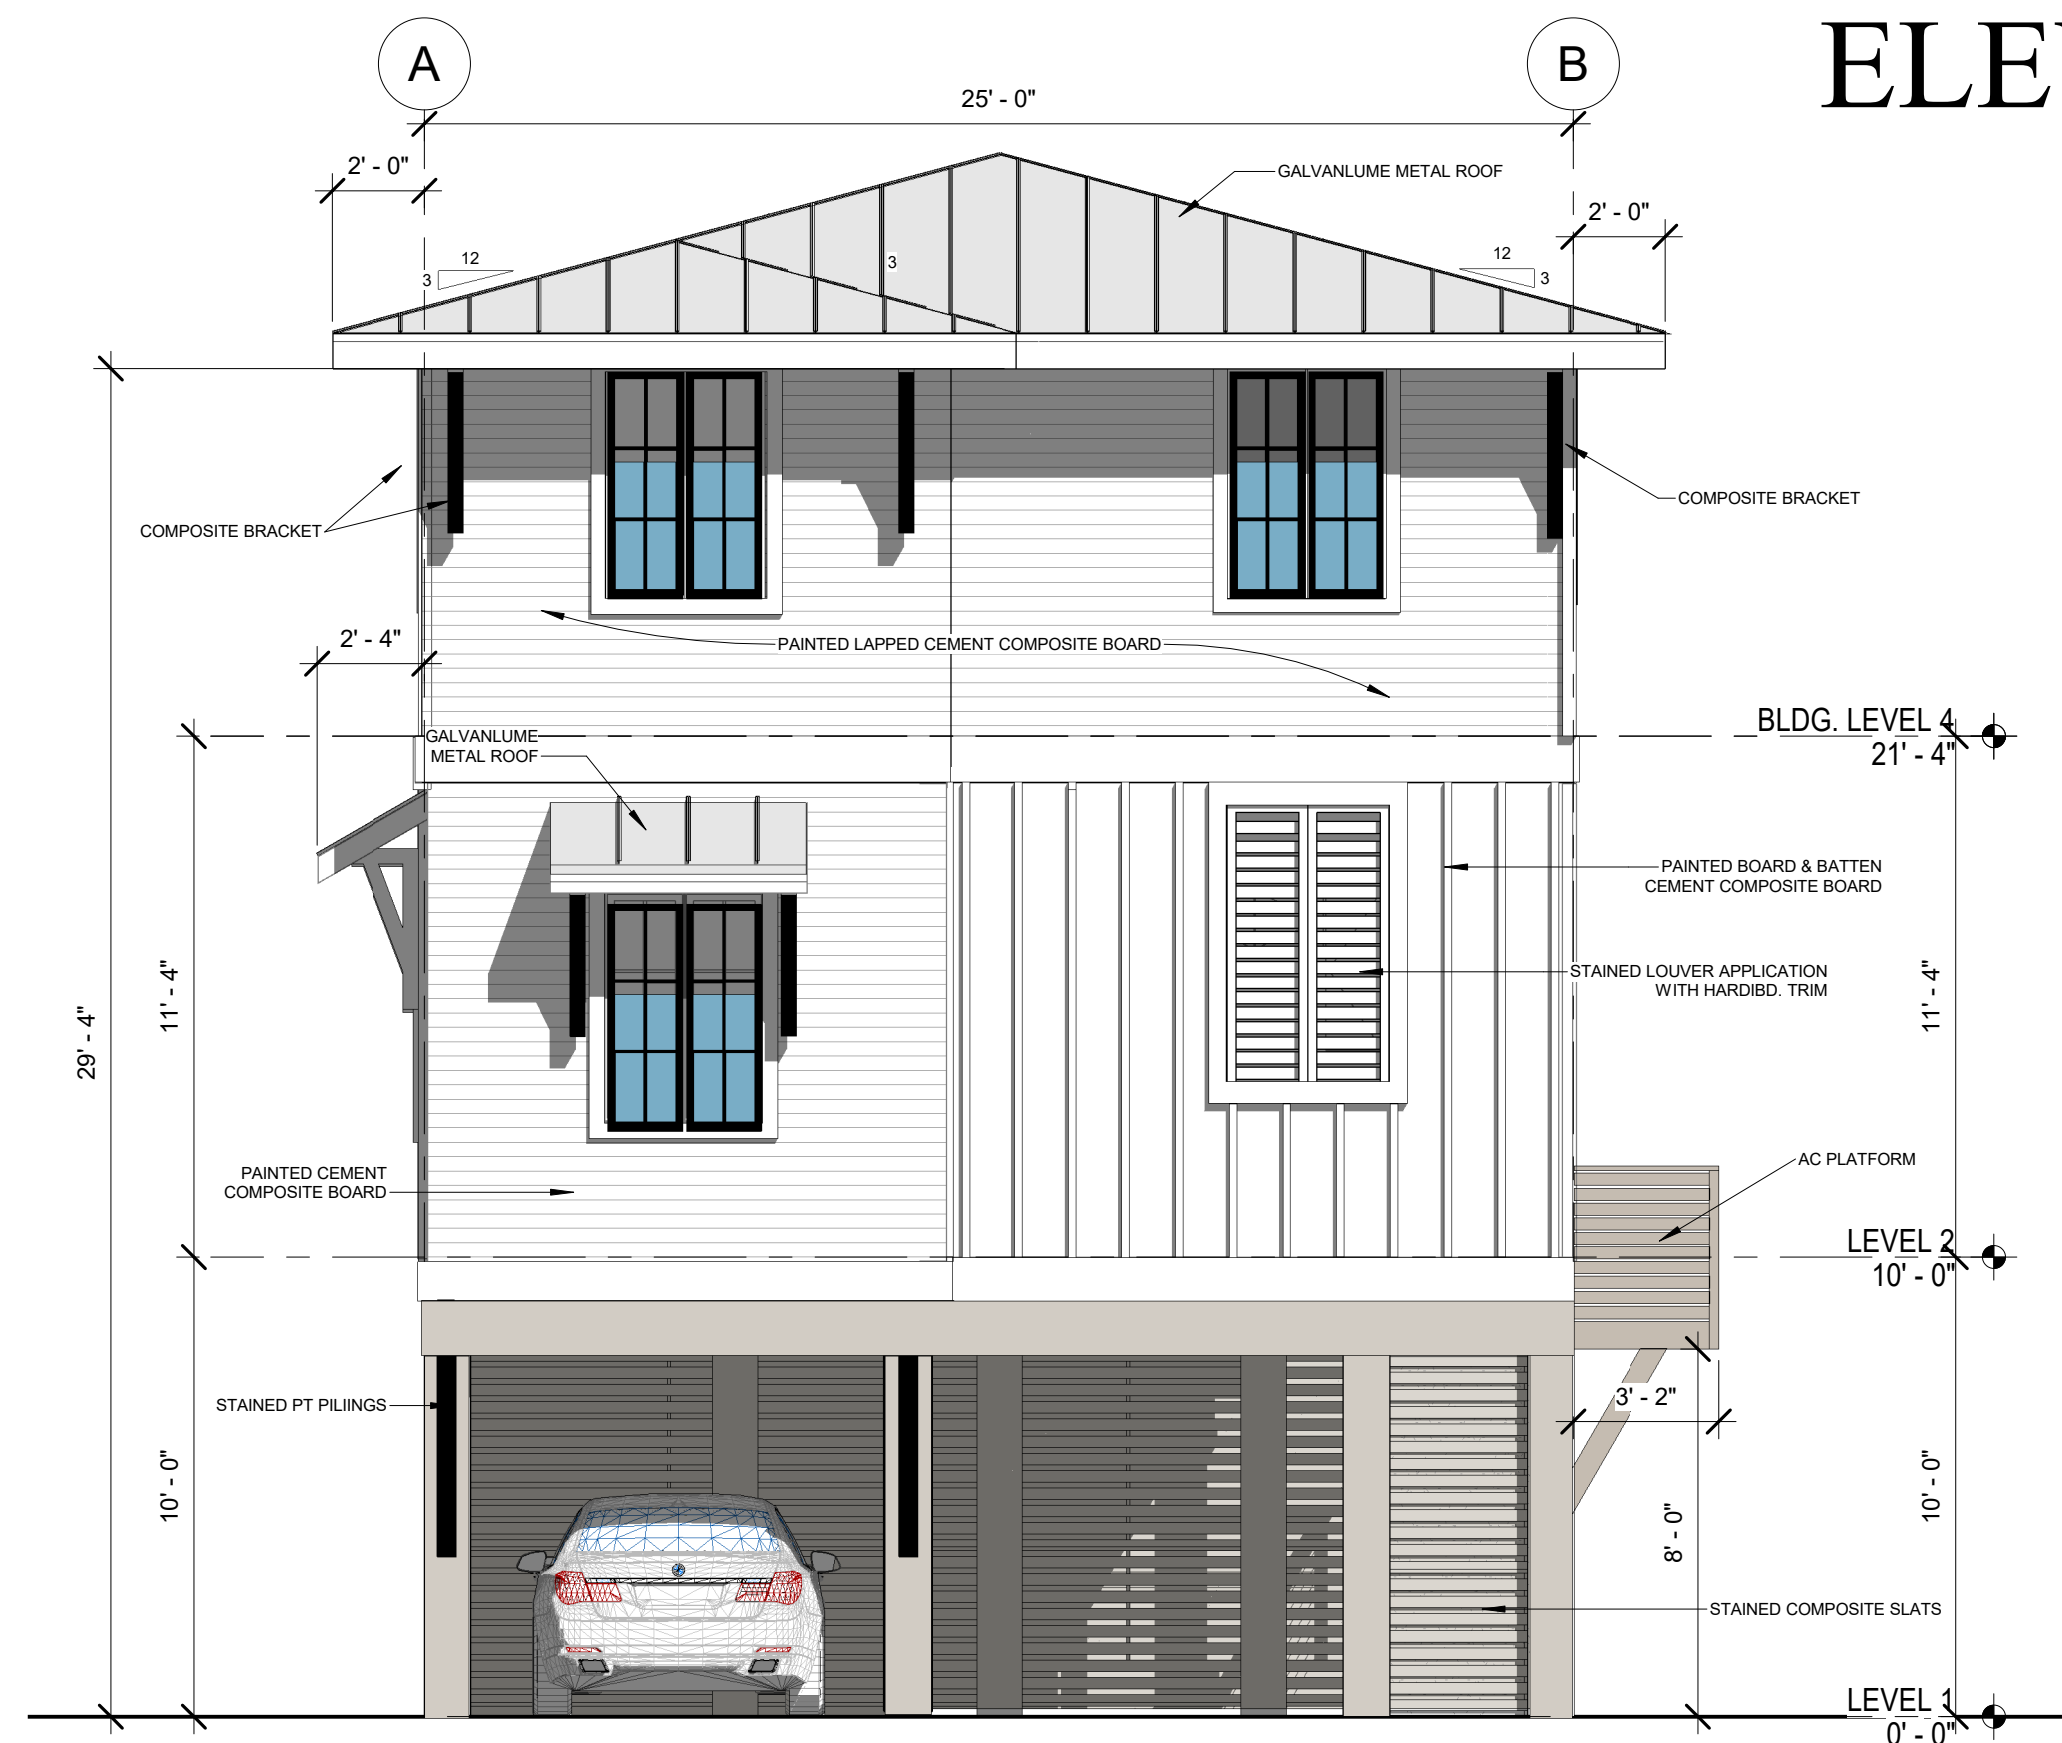 ELE
A
B
25' - 0"
2' - 0"
GALVANLUME METAL ROOF
2' - 0"
12
3
3
12
3
COMPOSITE BRACKET
COMPOSITE BRACKET
2' - 4"
PAINTED LAPPED CEMENT COMPOSITE BOARD
BLDG. LEVEL 4
21' - 4"
GALVANLUME
METAL ROOF
PAINTED BOARD & BATTEN
CEMENT COMPOSITE BOARD
STAINED LOUVER APPLICATION
WITH HARDIBD. TRIM
11' - 4"
11' - 4"
29' - 4"
PAINTED CEMENT
COMPOSITE BOARD
AC PLATFORM
LEVEL 2
10' - 0"
STAINED PT PILIINGS
3' - 2"
10' - 0"
10' - 0"
8' - 0"
STAINED COMPOSITE SLATS
LEVEL 1
0' - 0"